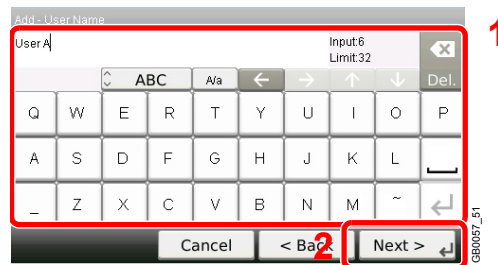 Add - User Name
1
User A
Input:6
Limit:32
ABC A/a ← → ↑ ↓ Del.
Q W E R T Y U I O P
A S D F G H J K L
_ Z X C V B N M ~
2
Cancel < Back Next >
GB0057_51